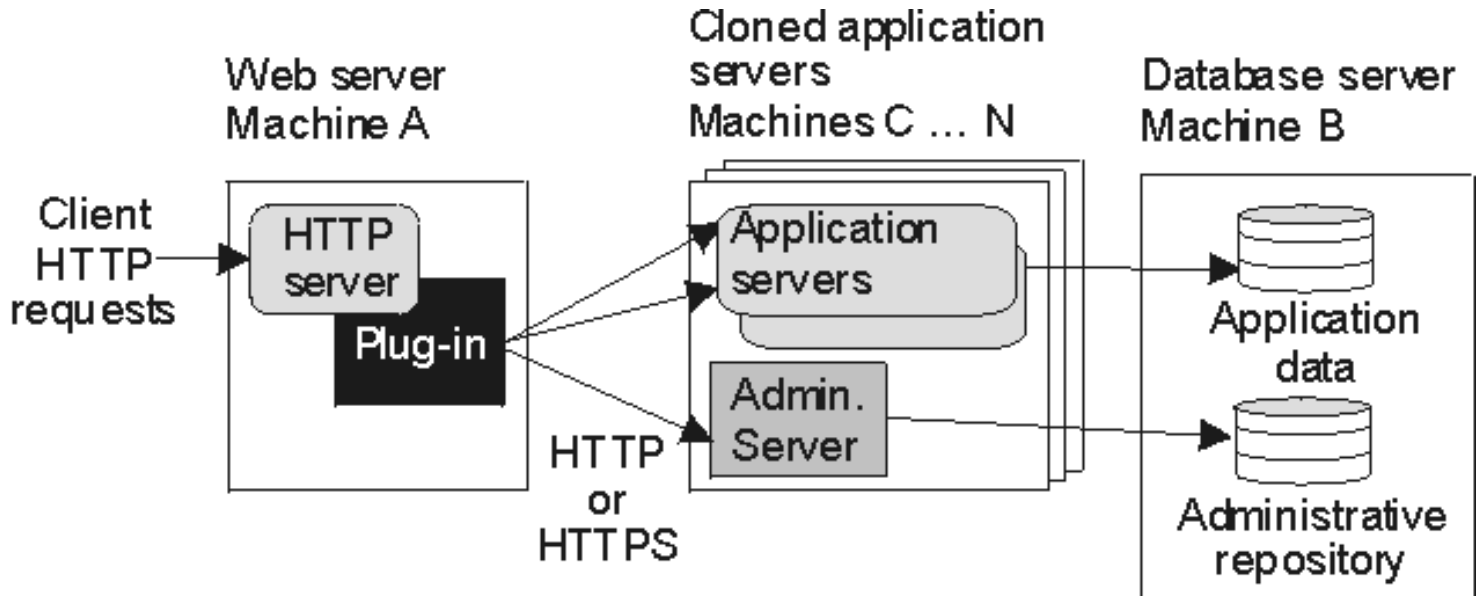 Web server
Machine A
Cloned application
servers
Machines C ... N
Database server
Machine B
Client
HTTP
requests
HTTP
server
Plug-in
HTTP
or
HTTPS
Application
servers
Admin.
Server
Application
data
Administrative
repository